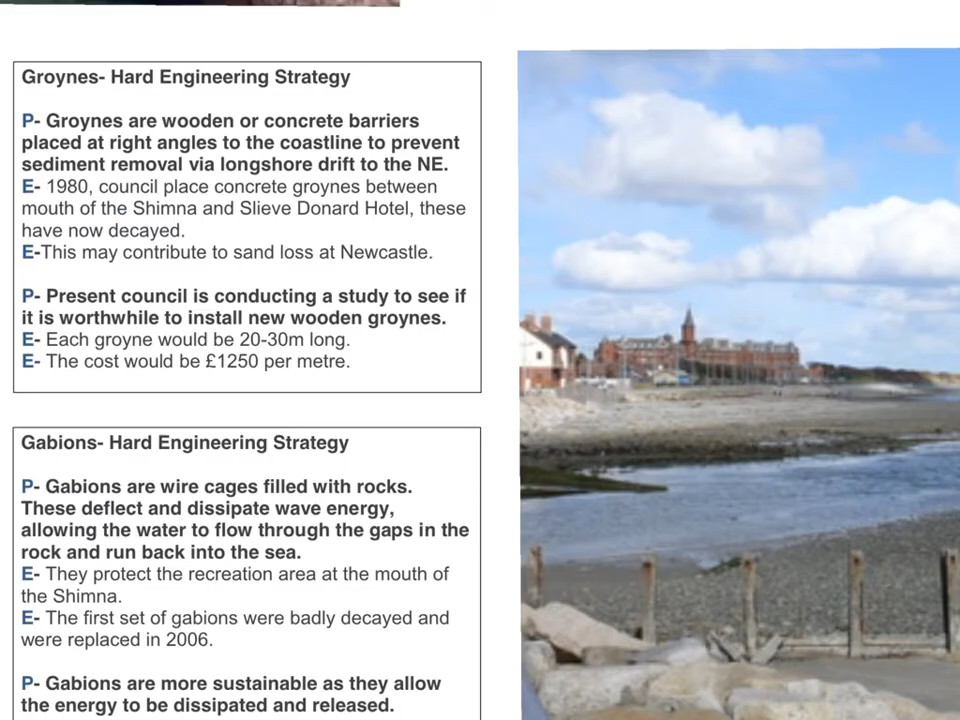 Groynes- Hard Engineering Strategy
P- Groynes are wooden or concrete barriers
placed at right angles to the coastline to prevent
sediment removal via longshore drift to the NE.
E- 1980, council place concrete groynes between
mouth of the Shimna and Slieve Donard Hotel, these
have now decayed.
E-This may contribute to sand loss at Newcastle.
P- Present council is conducting a study to see if
it is worthwhile to install new wooden groynes.
E- Each groyne would be 20-30m long.
E- The cost would be £1250 per metre.
Gabions- Hard Engineering Strategy
P- Gabions are wire cages filled with rocks.
These deflect and dissipate wave energy,
allowing the water to flow through the gaps in the
rock and run back into the sea.
E- They protect the recreation area at the mouth of
the Shimna.
E- The first set of gabions were badly decayed and
were replaced in 2006.
P- Gabions are more sustainable as they allow
the energy to be dissipated and released.